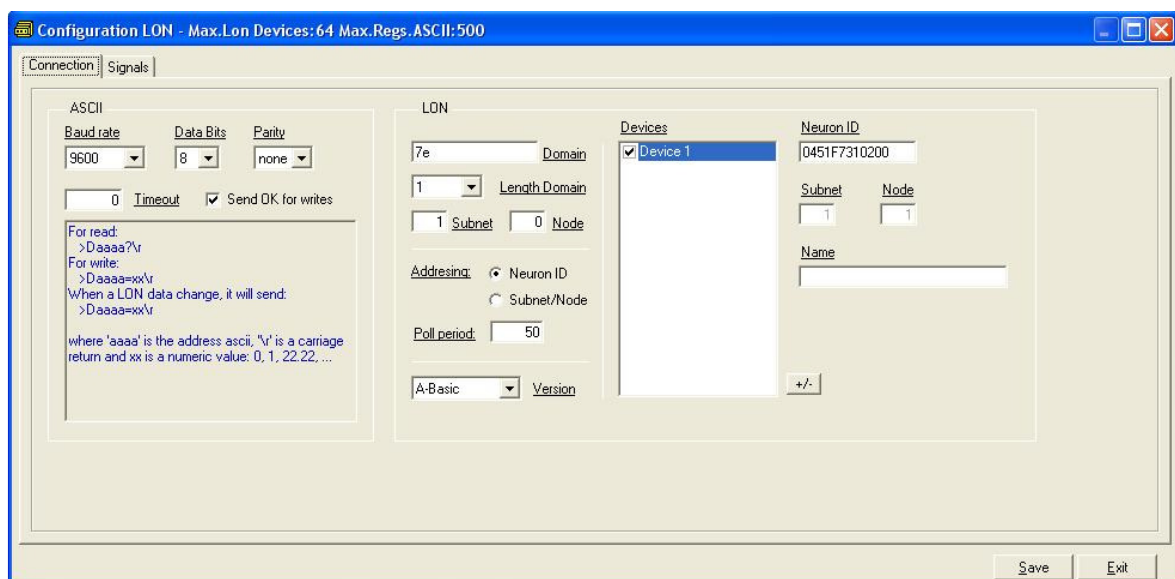 Configuration LON - Max.Lon Devices:64 Max.Regs.ASCII:500
Connection Signals
ASCII
Baud rate Data Bits Parity
9600 8 none
0 Timeout Send OK for writes
For read:
>Daaaa?\r
For write:
>Daaaa=xx\r
When a LON data change, it will send:
>Daaaa=xx\r
where 'aaaa' is the address ascii, '\r' is a carriage
return and xx is a numeric value: 0, 1, 22.22, ...
LON
7e Domain
1 Length Domain
1 Subnet 0 Node
Addresing: Neuron ID
Subnet/Node
Poll period: 50
A-Basic Version
Devices
Device 1
Neuron ID
0451F7310200
Subnet Node
1 1
Name
+/-
Save Exit